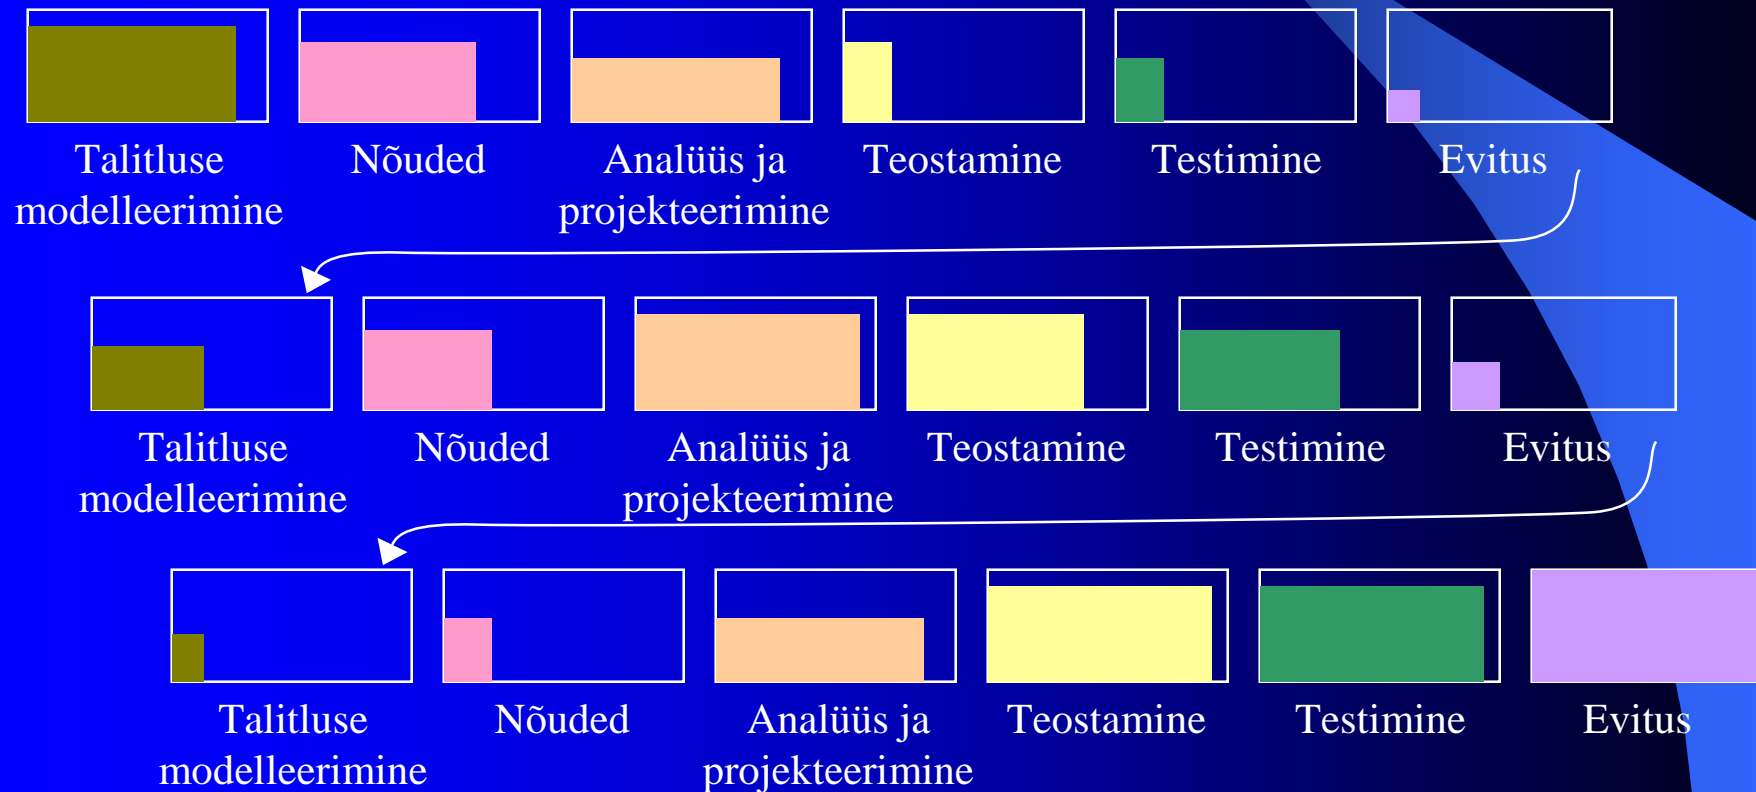 Talitluse
modelleerimine
Nõuded
Analüüs ja
projekteerimine
Teostamine
Testimine
Evitus
Talitluse
modelleerimine
Nõuded
Analüüs ja
projekteerimine
Teostamine
Testimine
Evitus
Talitluse
modelleerimine
Nõuded
Analüüs ja
projekteerimine
Teostamine
Testimine
Evitus